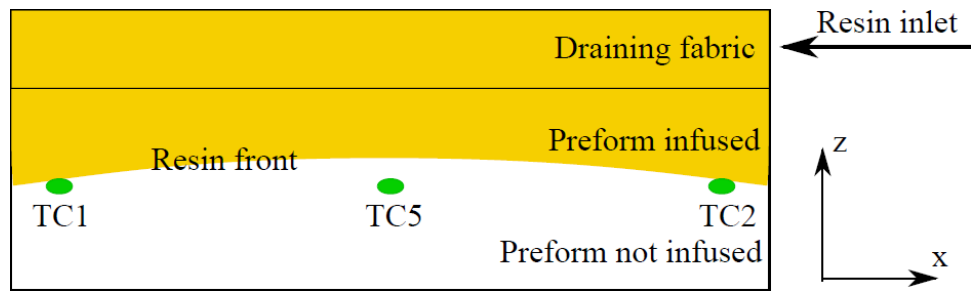 Resin inlet
Draining fabric
Preform infused
Resin front
z
TC1
TC5
TC2
Preform not infused
x